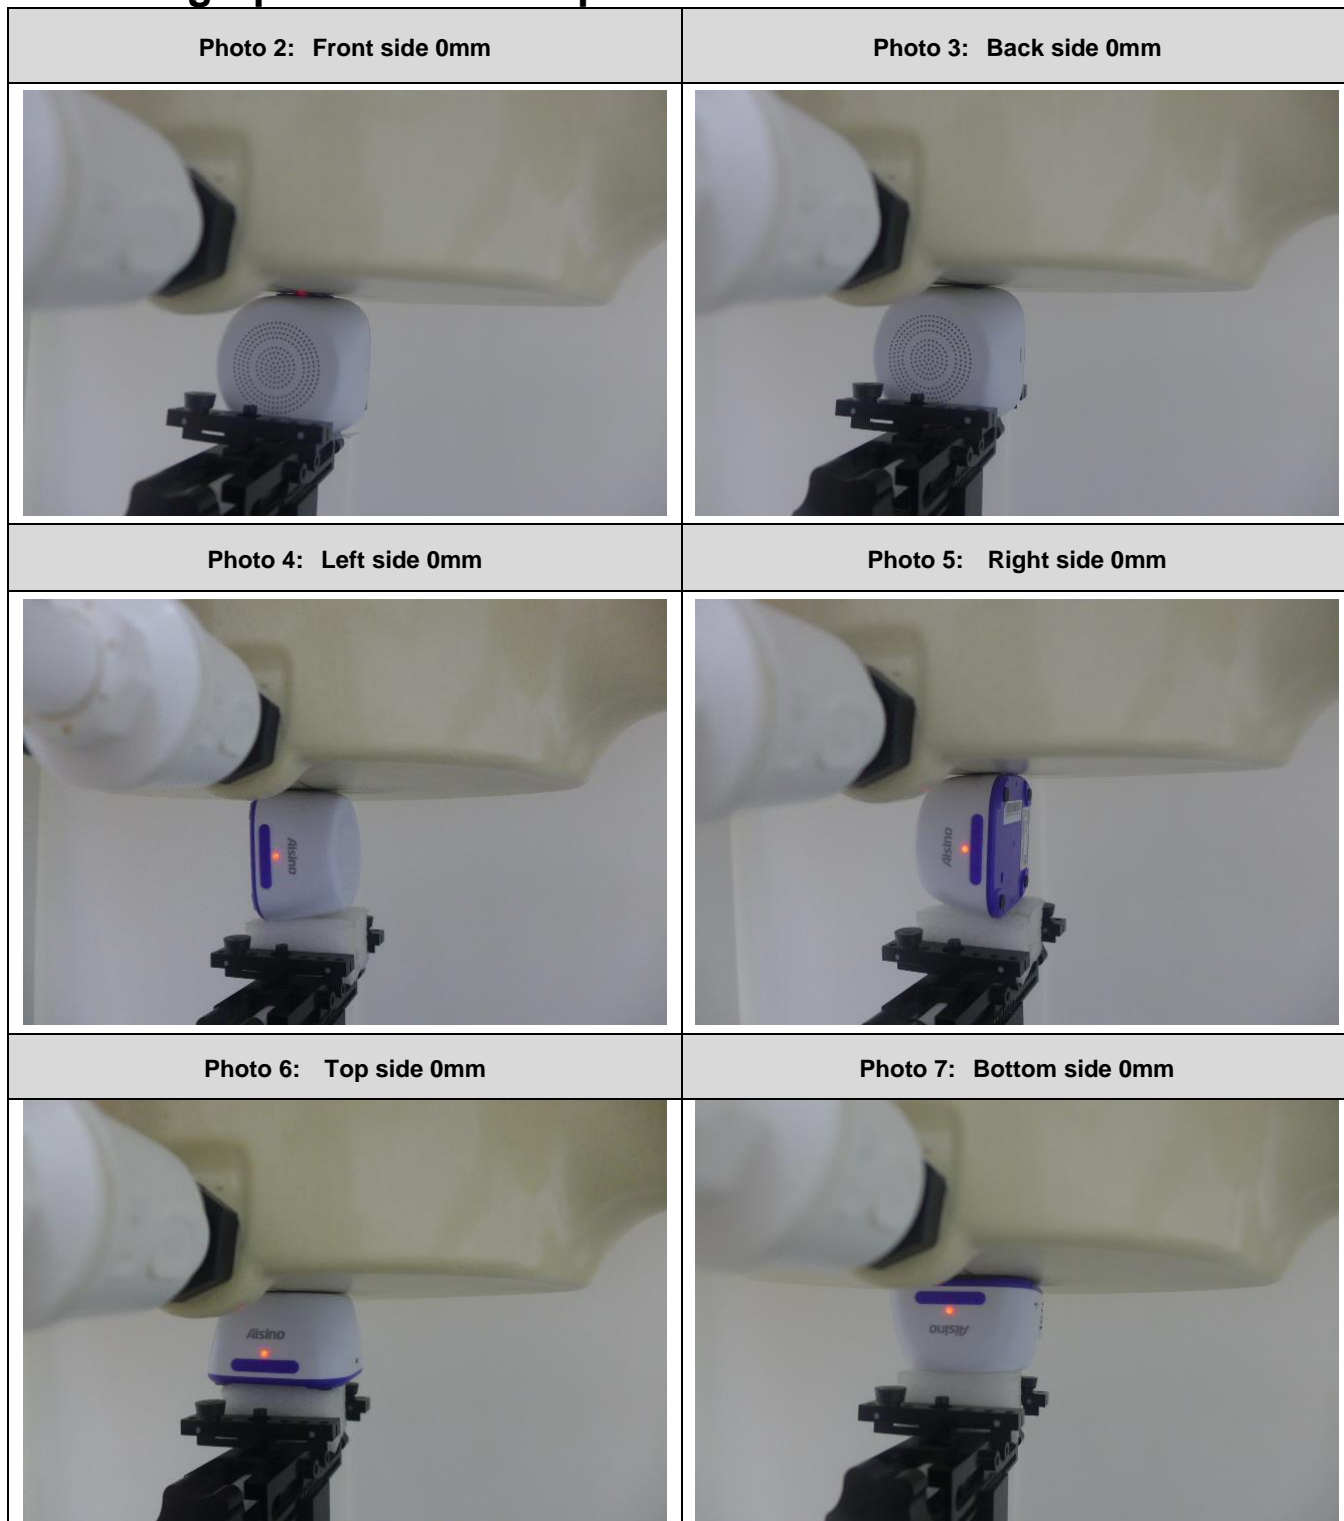 Photo 2: Front side 0mm
Photo 3: Back side 0mm
Photo 4: Left side 0mm
Photo 5: Right side 0mm
Aisino
Aisino
Photo 6: Top side 0mm
Photo 7: Bottom side 0mm
Aisino
Aisino